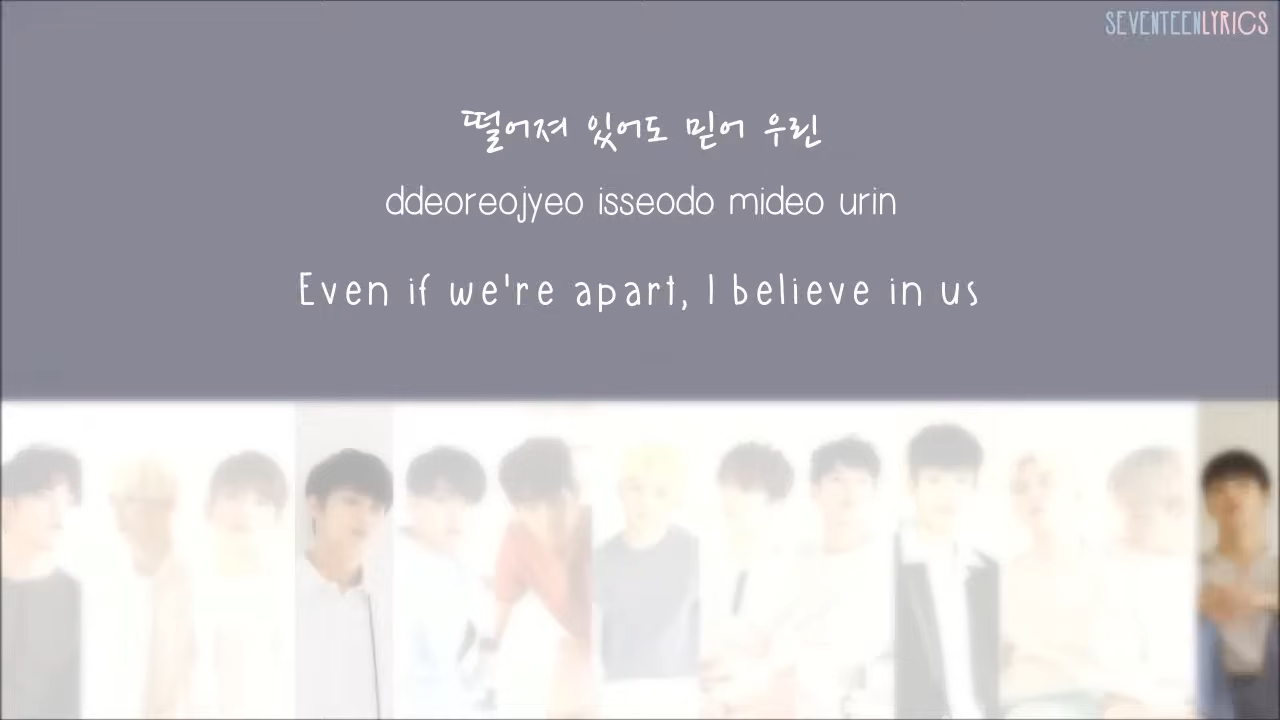 SEVENTEENLYRICS
떨어져 있어도 믿어 우린
ddeoreojyeo isseodo mideo urin
Even if we're apart, I believe in us